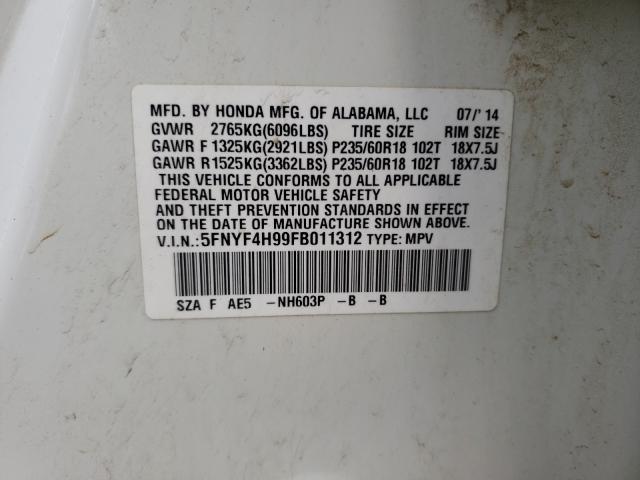 MFD. BY HONDA MFG. OF ALABAMA, LLC 07/'14
GVWR 2765KG(6096LBS) TIRE SIZE RIM SIZE
GAWR F 1325KG(2921LBS) P235/60R18 102T 18X7.5J
GAWR R1525KG(3362LBS) P235/60R18 102T 18X7.5J
THIS VEHICLE CONFORMS TO ALL APPLICABLE
FEDERAL MOTOR VEHICLE SAFETY
AND THEFT PREVENTION STANDARDS IN EFFECT
ON THE DATE OF MANUFACTURE SHOWN ABOVE.
V.I.N.:5FNYF4H99FB011312 TYPE: MPV
SZA F AE5 -NH603P -B -B